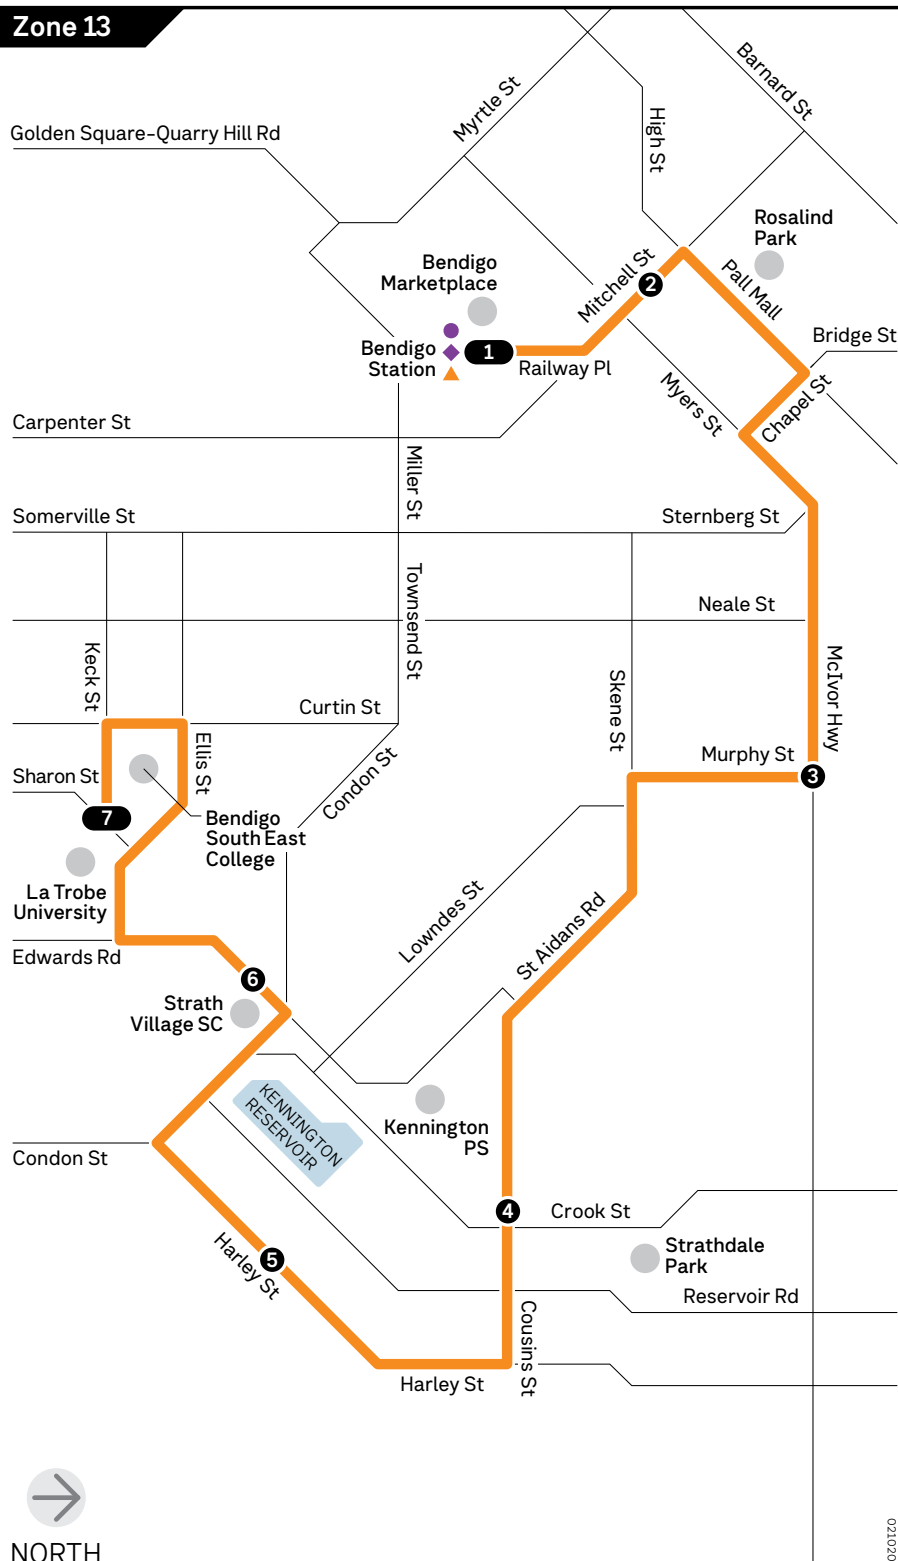 Zone 13
Barnard St
Myrtle St
High St
Golden Square-Quarry Hill Rd
Rosalind
Park
Bendigo
Marketplace
Mitchell St
2
Pall Mall
Bridge St
Bendigo
Station
1
Railway Pl
Myers St
Chapel St
Carpenter St
Miller St
Somerville St
Sternberg St
Townsend St
Neale St
Keck St
Skene St
McIvor Hwy
Curtin St
Ellis St
Murphy St
Condon St
Sharon St
3
7
Bendigo
South East
College
La Trobe
University
Lowndes St
St Aidans Rd
Edwards Rd
6
Strath
Village SC
KENNINGTON
RESERVOIR
Kennington
PS
Condon St
4
Crook St
Harley St
5
Strathdale
Park
Reservoir Rd
Cousins St
Harley St
NORTH
021020